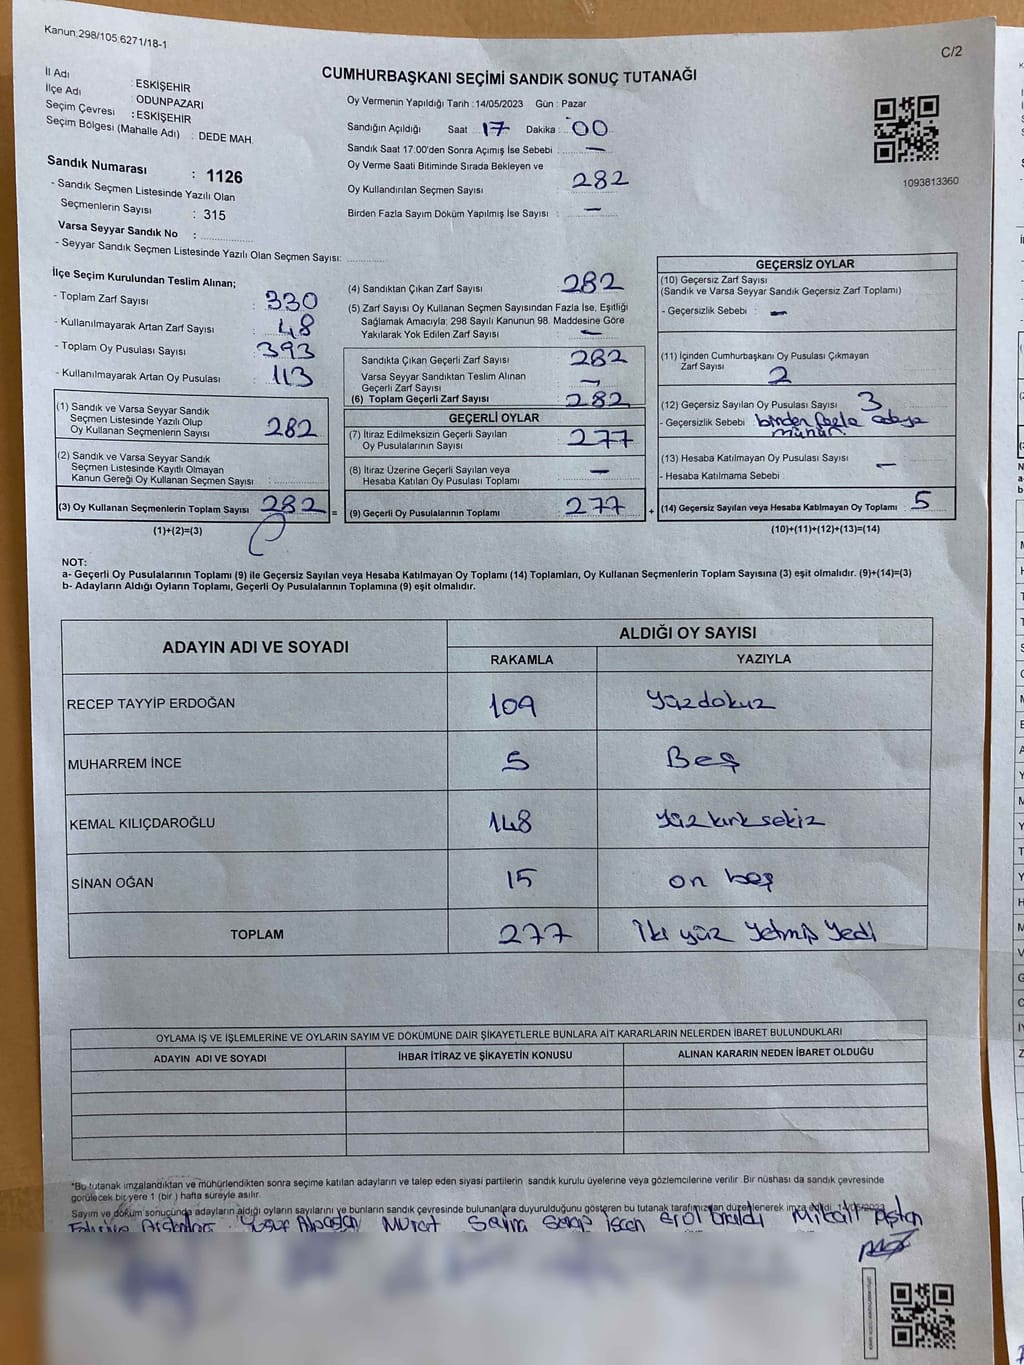 Kanun:298/105,6271/18-1
C/2
CUMHURBAŞKANI SEÇİMİ SANDIK SONUÇ TUTANAĞI
İl Adı : ESKİŞEHİR
İlçe Adı : ODUNPAZARI
Seçim Çevresi : ESKİŞEHİR
Seçim Bölgesi (Mahalle Adı) : DEDE MAH.
Sandık Numarası : 1126
- Sandık Seçmen Listesinde Yazılı Olan
Seçmenlerin Sayısı : 315
Varsa Seyyar Sandık No :
- Seyyar Sandık Seçmen Listesinde Yazılı Olan Seçmen Sayısı:
Oy Vermenin Yapıldığı Tarih : 14/05/2023 Gün : Pazar
Sandığın Açıldığı Saat 17 Dakika : 00
Sandık Saat 17:00'den Sonra Açılmış İse Sebebi : —
Oy Verme Saati Bitiminde Sırada Bekleyen ve
Oy Kullandırılan Seçmen Sayısı 282
Birden Fazla Sayım Döküm Yapılmış İse Sayısı : —
1093813360
İlçe Seçim Kurulundan Teslim Alınan;
- Toplam Zarf Sayısı : 330
- Kullanılmayarak Artan Zarf Sayısı : 48
- Toplam Oy Pusulası Sayısı : 393
- Kullanılmayarak Artan Oy Pusulası : 113
(1) Sandık ve Varsa Seyyar Sandık
Seçmen Listesinde Yazılı Olup
Oy Kullanan Seçmenlerin Sayısı : 282
(2) Sandık ve Varsa Seyyar Sandık
Seçmen Listesinde Kayıtlı Olmayan
Kanun Gereği Oy Kullanan Seçmen Sayısı :
(3) Oy Kullanan Seçmenlerin Toplam Sayısı : 282 =
(1)+(2)=(3)
(4) Sandıktan Çıkan Zarf Sayısı : 282
(5) Zarf Sayısı Oy Kullanan Seçmen Sayısından Fazla İse, Eşitliği
Sağlamak Amacıyla; 298 Sayılı Kanunun 98. Maddesine Göre
Yakılarak Yok Edilen Zarf Sayısı : —
Sandıkta Çıkan Geçerli Zarf Sayısı : 282
Varsa Seyyar Sandıktan Teslim Alınan
Geçerli Zarf Sayısı : —
(6) Toplam Geçerli Zarf Sayısı : 282
GEÇERLİ OYLAR
(7) İtiraz Edilmeksizin Geçerli Sayılan
Oy Pusulalarının Sayısı : 277
(8) İtiraz Üzerine Geçerli Sayılan veya
Hesaba Katılan Oy Pusulası Toplamı : —
(9) Geçerli Oy Pusulalarının Toplamı : 277 +
GEÇERSİZ OYLAR
(10) Geçersiz Zarf Sayısı
(Sandık ve Varsa Seyyar Sandık Geçersiz Zarf Toplamı)
- Geçersizlik Sebebi : —
(11) İçinden Cumhurbaşkanı Oy Pusulası Çıkmayan
Zarf Sayısı : 2
(12) Geçersiz Sayılan Oy Pusulası Sayısı : 3
- Geçersizlik Sebebi : birden fazla adaya
mühür
(13) Hesaba Katılmayan Oy Pusulası Sayısı : —
- Hesaba Katılmama Sebebi
(14) Geçersiz Sayılan veya Hesaba Katılmayan Oy Toplamı : 5
(10)+(11)+(12)+(13)=(14)
NOT:
a- Geçerli Oy Pusulalarının Toplamı (9) ile Geçersiz Sayılan veya Hesaba Katılmayan Oy Toplamı (14) Toplamları, Oy Kullanan Seçmenlerin Toplam Sayısına (3) eşit olmalıdır. (9)+(14)=(3)
b- Adayların Aldığı Oyların Toplamı, Geçerli Oy Pusulalarının Toplamına (9) eşit olmalıdır.
ADAYIN ADI VE SOYADI ALDIĞI OY SAYISI
RAKAMLA YAZIYLA
RECEP TAYYİP ERDOĞAN 109 yüzdokuz
MUHARREM İNCE 5 Beş
KEMAL KILIÇDAROĞLU 148 yüz kırk sekiz
SİNAN OĞAN 15 on beş
TOPLAM 277 İki yüz yetmiş yedi
OYLAMA İŞ VE İŞLEMLERİNE VE OYLARIN SAYIM VE DÖKÜMÜNE DAİR ŞİKAYETLERLE BUNLARA AİT KARARLARIN NELERDEN İBARET BULUNDUKLARI
ADAYIN ADI VE SOYADI İHBAR İTİRAZ VE ŞİKAYETİN KONUSU ALINAN KARARIN NEDEN İBARET OLDUĞU
*Bu tutanak imzalandıktan ve mühürlendikten sonra seçime katılan adayların ve talep eden siyasi partilerin sandık kurulu üyelerine veya gözlemcilerine verilir. Bir nüshası da sandık çevresinde
görülecek bir yere 1 (bir ) hafta süreyle asılır.
Sayım ve döküm sonucunda adayların aldığı oyların sayılarını ve bunların sandık çevresinde bulunanlara duyurulduğunu gösteren bu tutanak tarafımızdan düzenlenerek imza edildi. 14/05/2023
Yusuf Alpaslan Murat Serap İşcan Erol Mikail Aslan